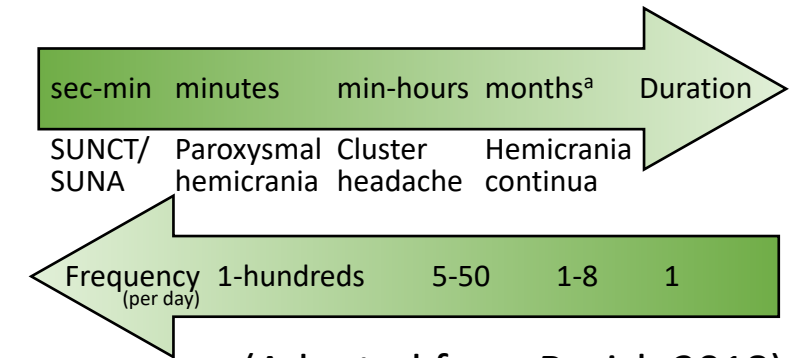 sec-min minutes min-hours monthsᵃ Duration
SUNCT/ Paroxysmal Cluster Hemicrania
SUNA hemicrania headache continua
Frequency 1-hundreds 5-50 1-8 1
(per day)